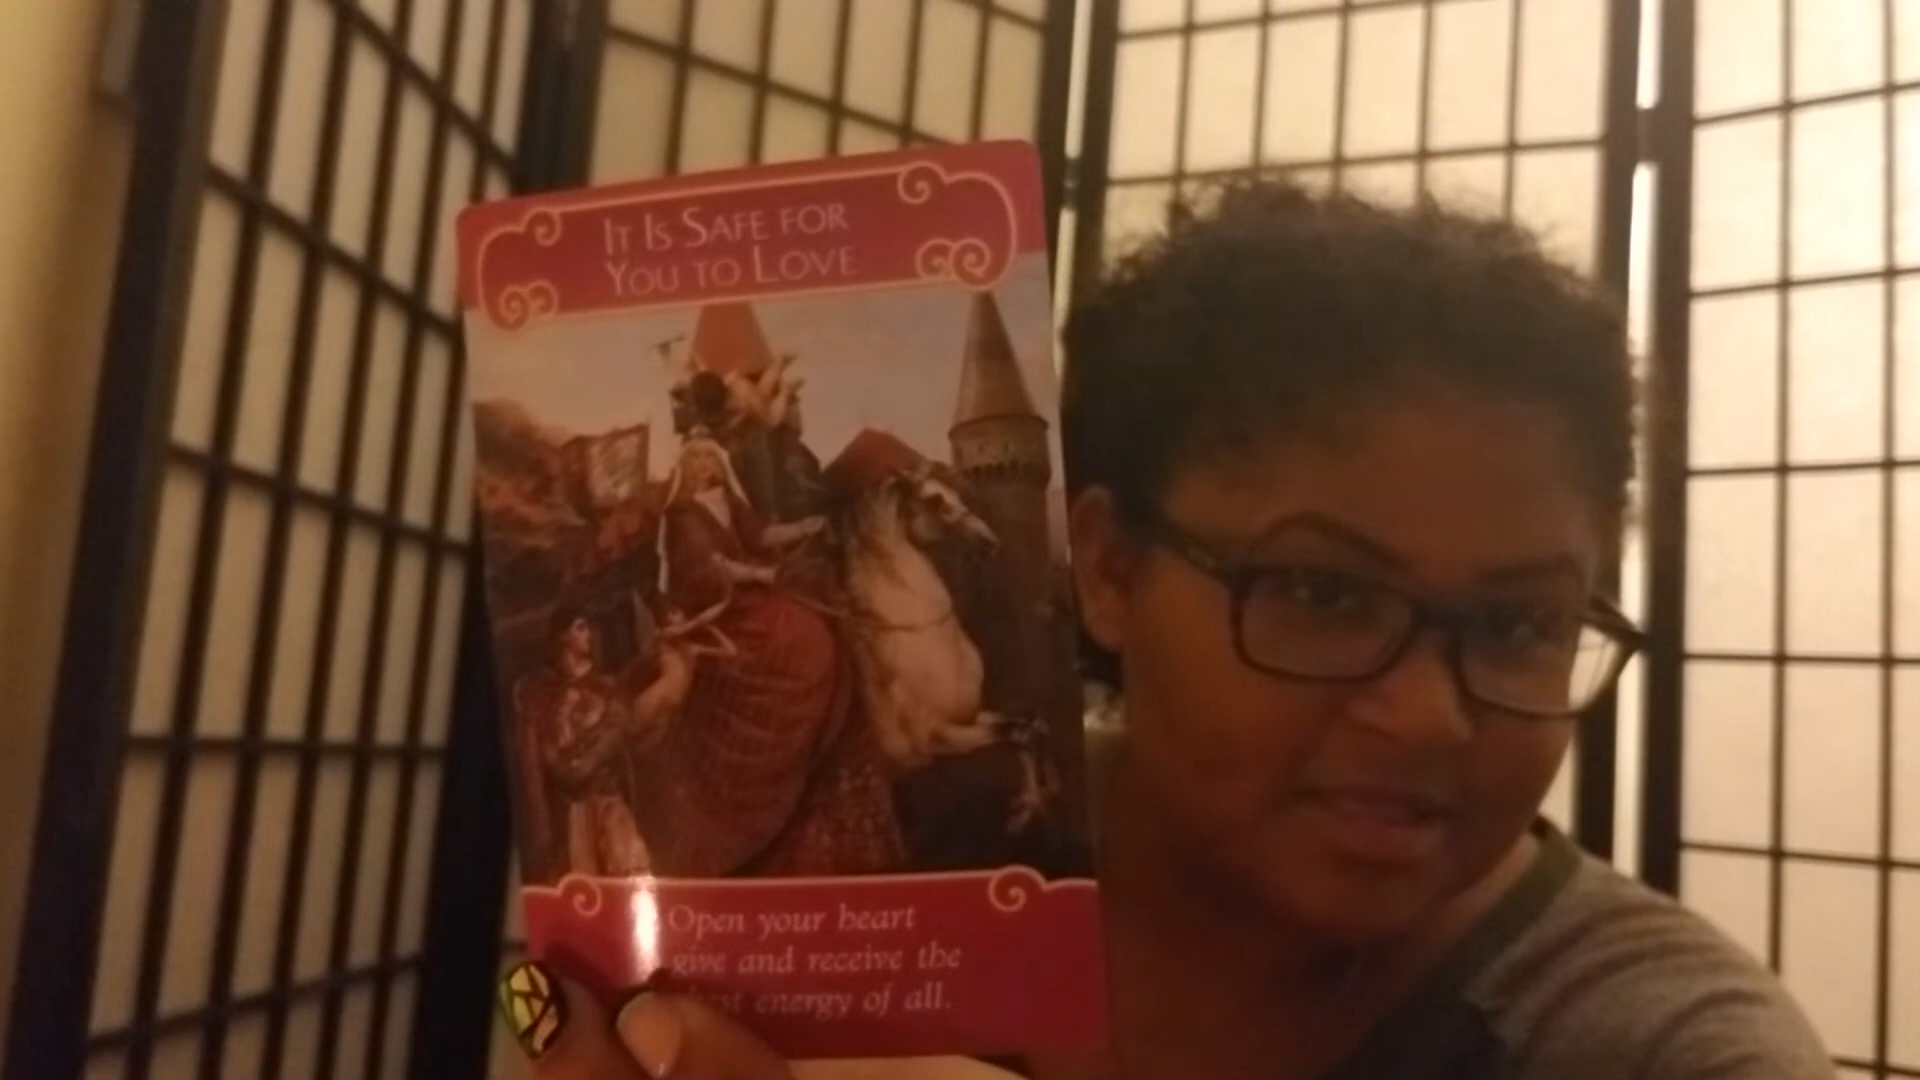 It Is Safe for
You to Love
Open your heart
give and receive the
energy of all.